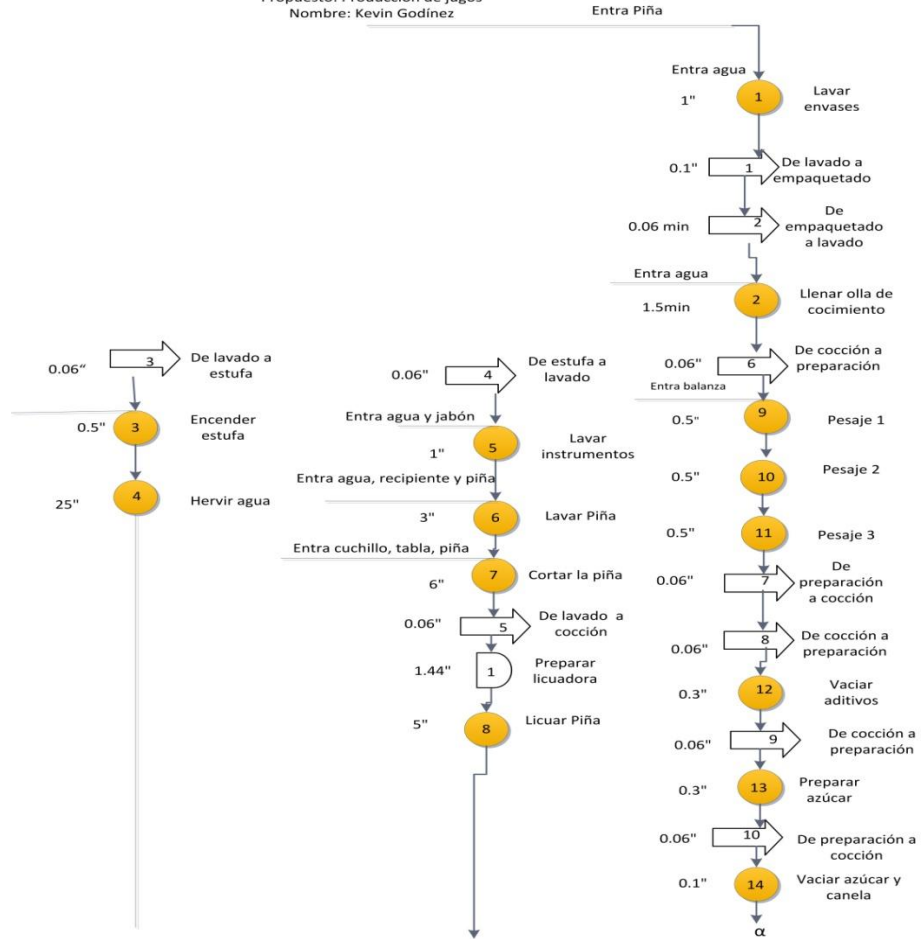 Propuesto: Producción de jugos
Nombre: Kevin Godínez
Entra Piña
Entra agua
1"
1
Lavar
envases
0.1"
1
De lavado a
empaquetado
0.06 min
2
De
empaquetado
a lavado
Entra agua
1.5min
2
Llenar olla de
cocimiento
0.06"
6
De cocción a
preparación
Entra balanza
0.5"
9
Pesaje 1
0.5"
10
Pesaje 2
0.5"
11
Pesaje 3
0.06"
7
De
preparación
a cocción
0.06"
8
De cocción a
preparación
0.3"
12
Vaciar
aditivos
0.06"
9
De cocción a
preparación
0.3"
13
Preparar
azúcar
0.06"
10
De preparación a
cocción
0.1"
14
Vaciar azúcar y
canela
α
0.06"
4
De estufa a
lavado
Entra agua y jabón
1"
5
Lavar
instrumentos
Entra agua, recipiente y piña
3"
6
Lavar Piña
Entra cuchillo, tabla, piña
6"
7
Cortar la piña
0.06"
5
De lavado a
cocción
1.44"
1
Preparar
licuadora
5"
8
Licuar Piña
0.06"
3
De lavado a
estufa
0.5"
3
Encender
estufa
25"
4
Hervir agua